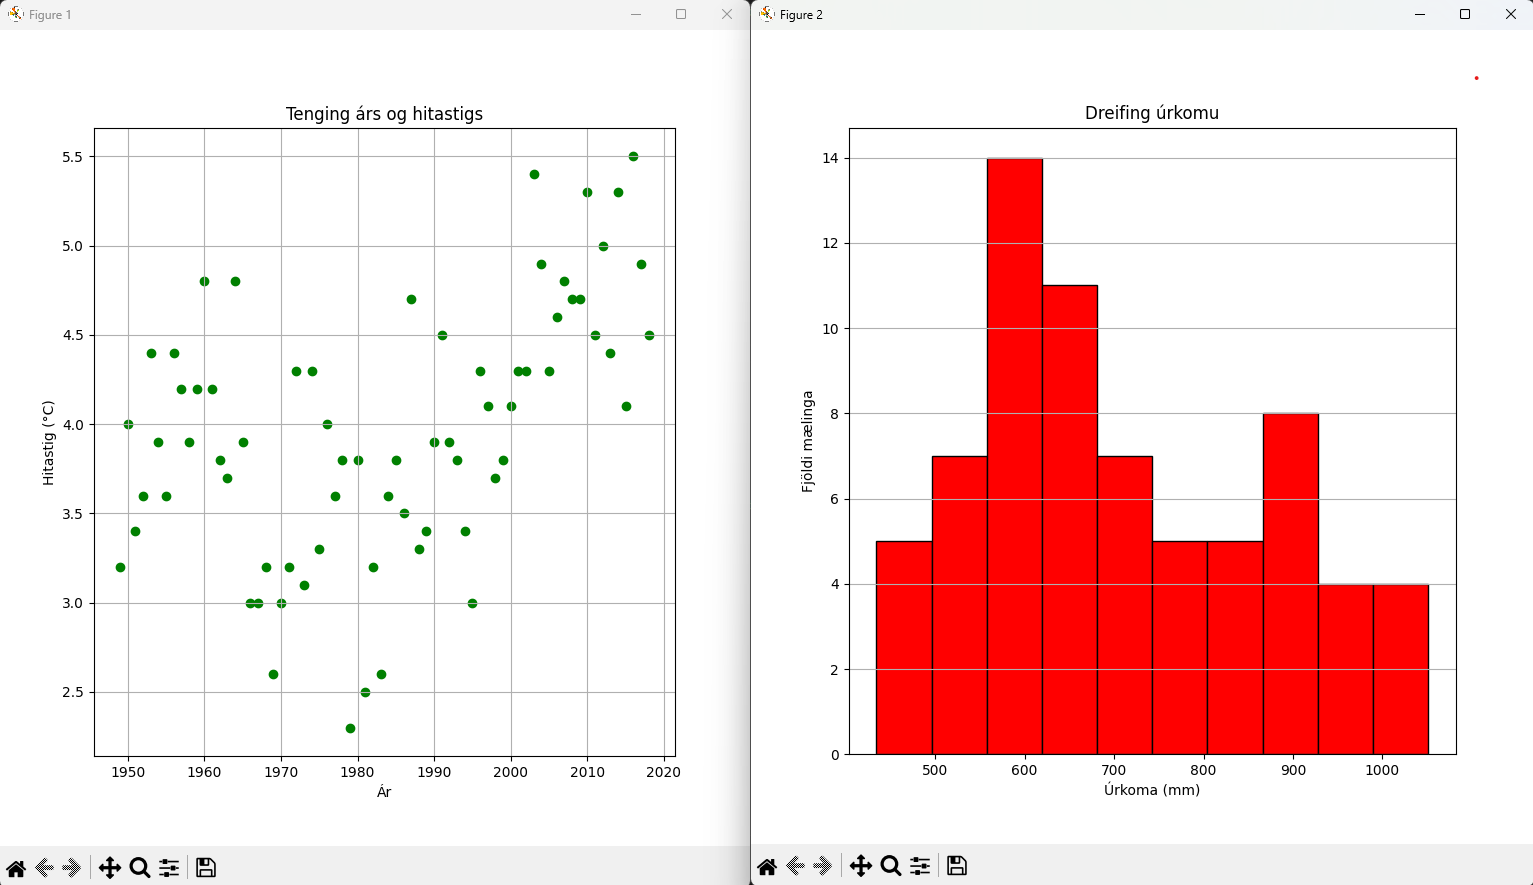 Figure 1
Tenging árs og hitastigs
5.5
5.0
4.5
4.0
3.5
3.0
2.5
Hitastig (°C)
1950 1960 1970 1980 1990 2000 2010 2020
Ár
Figure 2
Dreifing úrkomu
14
12
10
8
6
4
2
0
Fjöldi mælinga
500 600 700 800 900 1000
Úrkoma (mm)